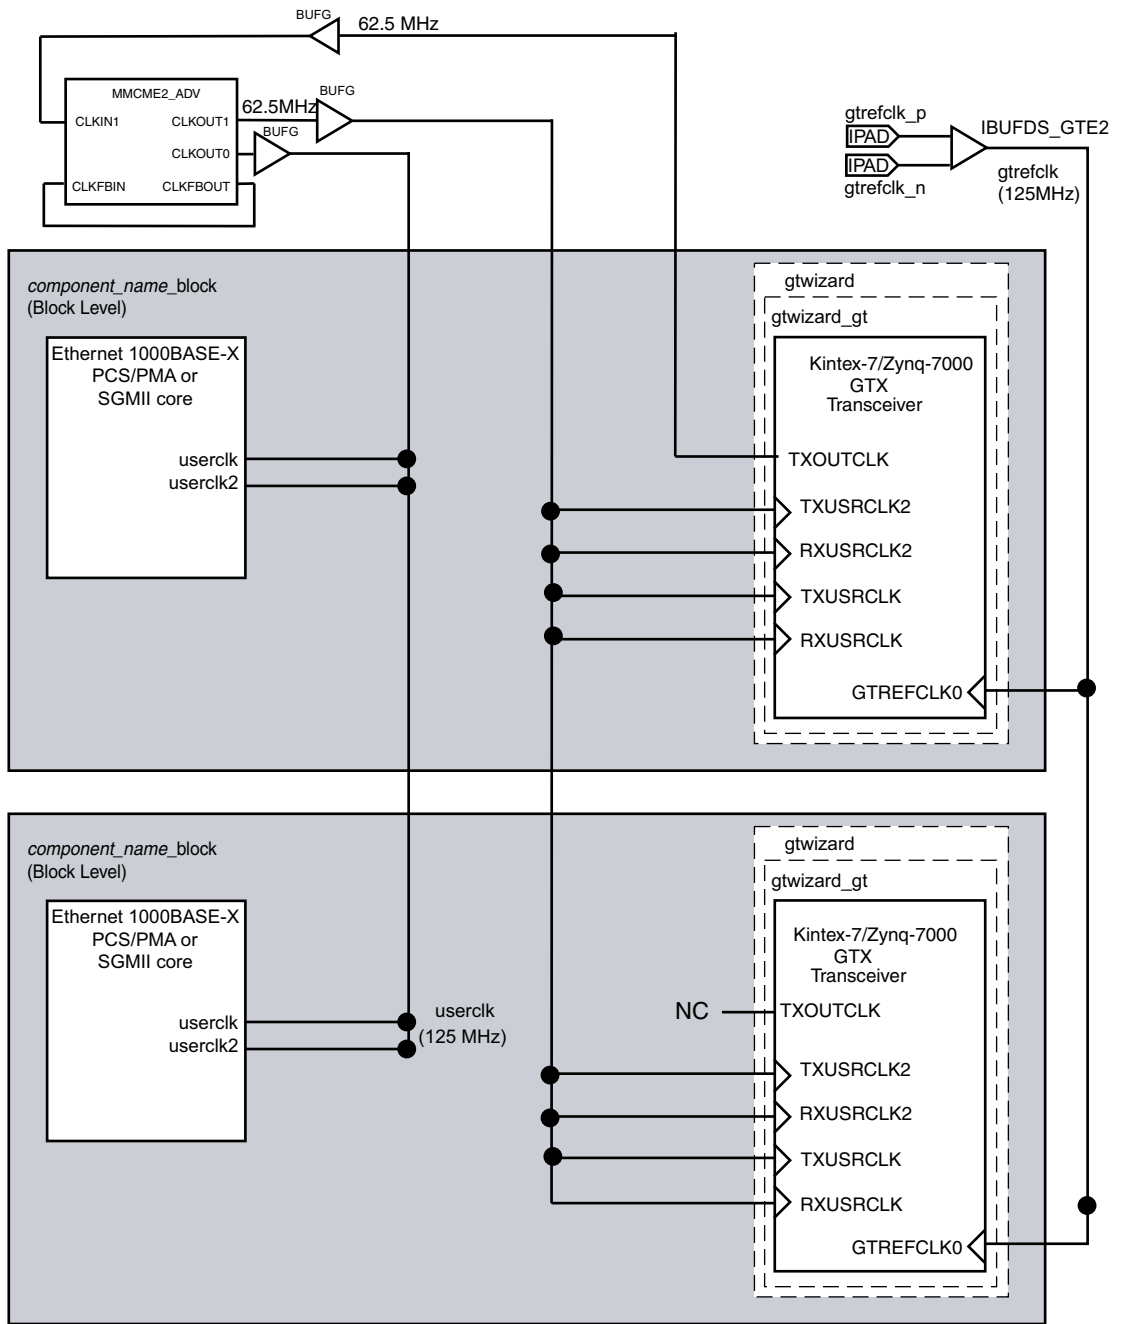 BUFG
62.5 MHz
MMCME2_ADV
CLKIN1
CLKOUT1
62.5MHz
BUFG
CLKOUT0
BUFG
CLKFBIN
CLKFBOUT
gtrefclk_p
IPAD
IPAD
gtrefclk_n
IBUFDS_GTE2
gtrefclk
(125MHz)
component_name_block
(Block Level)
Ethernet 1000BASE-X
PCS/PMA or
SGMII core
userclk
userclk2
gtwizard
gtwizard_gt
Kintex-7/Zynq-7000
GTX
Transceiver
TXOUTCLK
TXUSRCLK2
RXUSRCLK2
TXUSRCLK
RXUSRCLK
GTREFCLK0
component_name_block
(Block Level)
Ethernet 1000BASE-X
PCS/PMA or
SGMII core
userclk
userclk2
userclk
(125 MHz)
gtwizard
gtwizard_gt
Kintex-7/Zynq-7000
GTX
Transceiver
NC
TXOUTCLK
TXUSRCLK2
RXUSRCLK2
TXUSRCLK
RXUSRCLK
GTREFCLK0